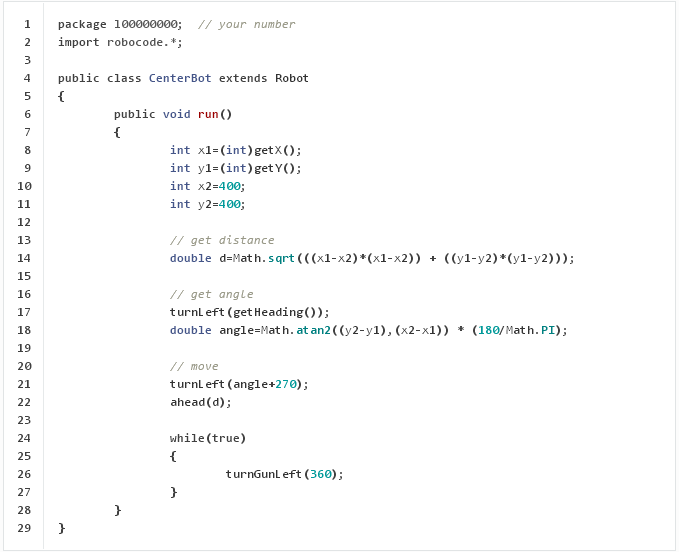 1 package l00000000; // your number
2 import robocode.*;
3
4 public class CenterBot extends Robot
5 {
6 public void run()
7 {
8 int x1=(int)getX();
9 int y1=(int)getY();
10 int x2=400;
11 int y2=400;
12
13 // get distance
14 double d=Math.sqrt(((x1-x2)*(x1-x2)) + ((y1-y2)*(y1-y2)));
15
16 // get angle
17 turnLeft(getHeading());
18 double angle=Math.atan2((y2-y1),(x2-x1)) * (180/Math.PI);
19
20 // move
21 turnLeft(angle+270);
22 ahead(d);
23
24 while(true)
25 {
26 turnGunLeft(360);
27 }
28 }
29 }